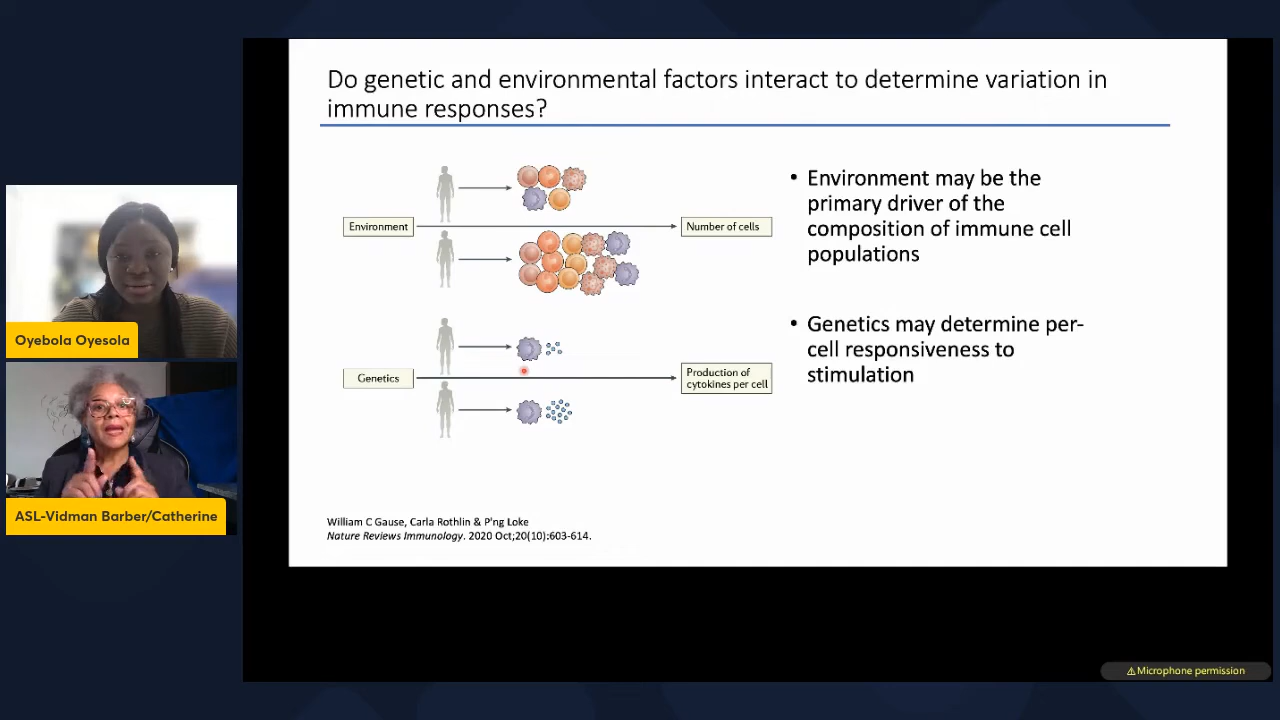 Do genetic and environmental factors interact to determine variation in
immune responses?
Environment
Number of cells
Genetics
Production of
cytokines per cell
• Environment may be the
primary driver of the
composition of immune cell
populations
• Genetics may determine per-
cell responsiveness to
stimulation
William C Gause, Carla Rothlin & P'ng Loke
Nature Reviews Immunology. 2020 Oct;20(10):603-614.
Oyebola Oyesola
ASL-Vidman Barber/Catherine
⚠Microphone permission